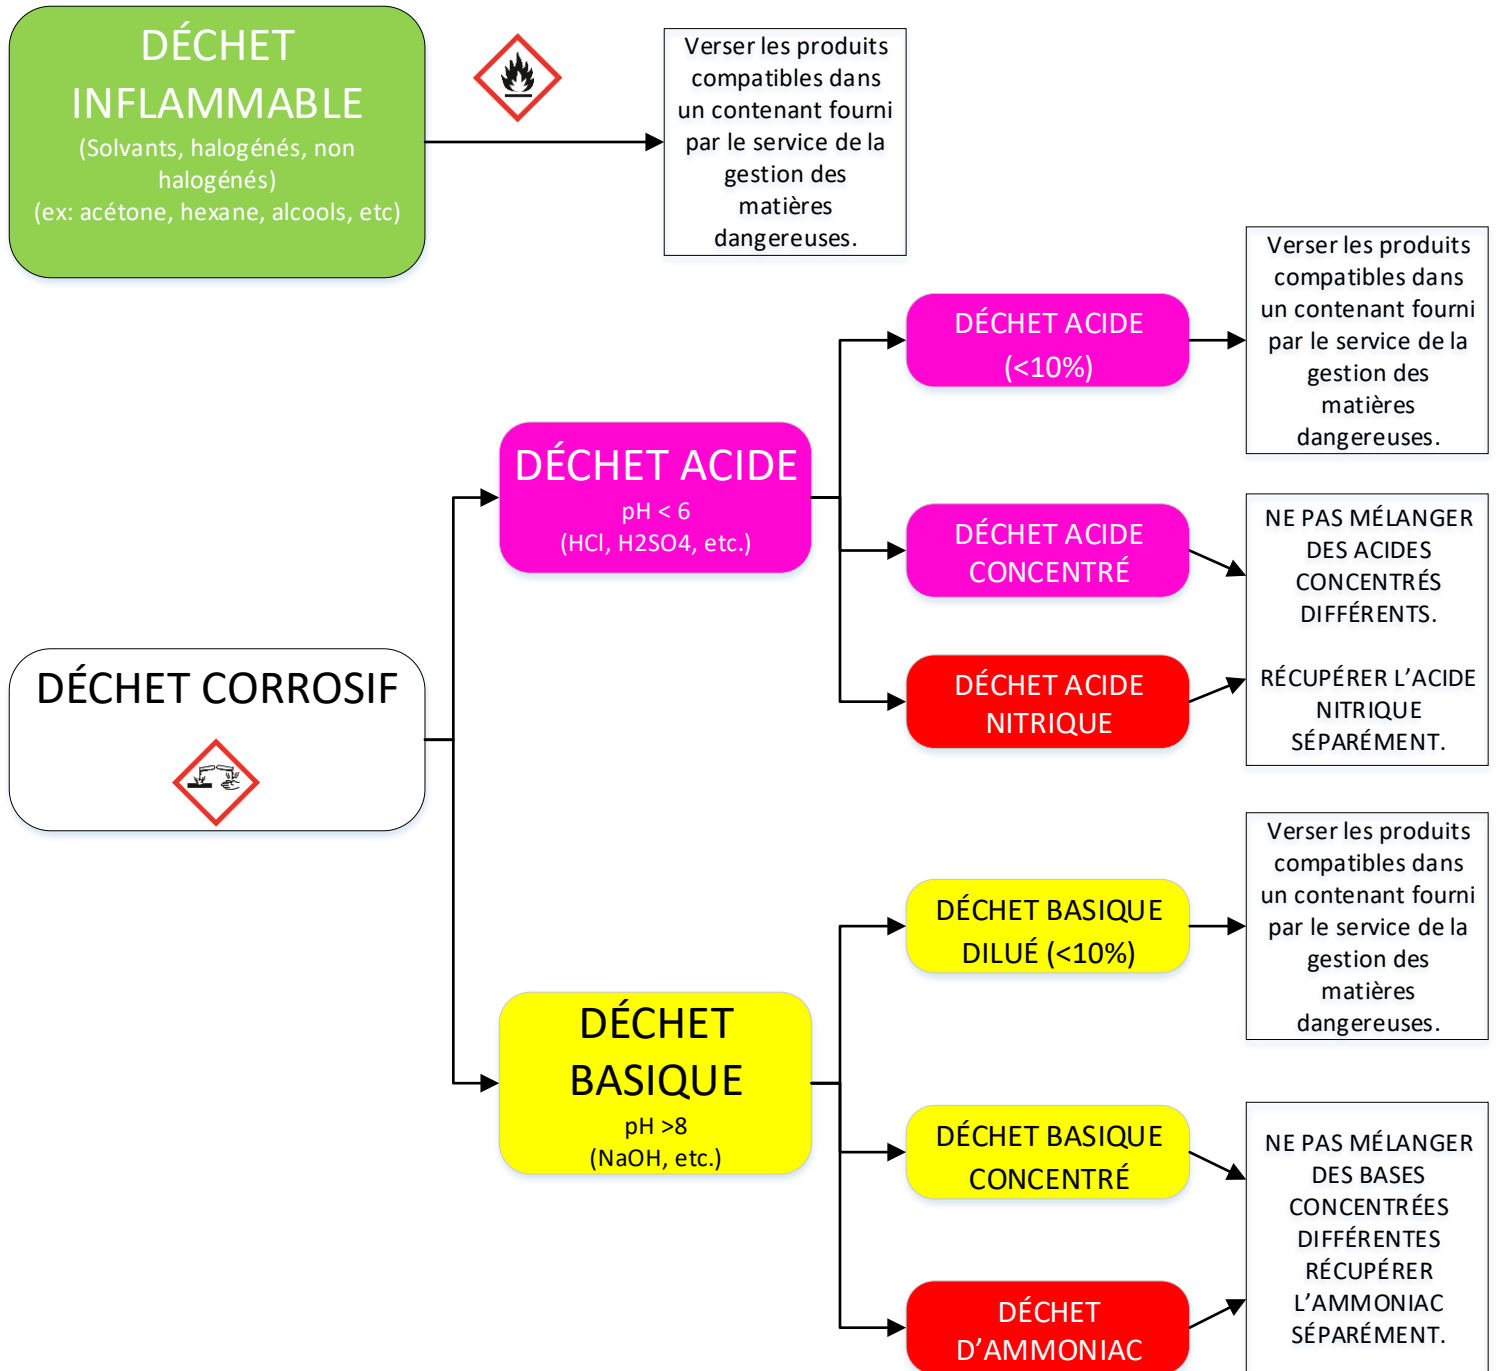 DÉCHET
INFLAMMABLE
(Solvants, halogénés, non
halogénés)
(ex: acétone, hexane, alcools, etc)
Verser les produits
compatibles dans
un contenant fourni
par le service de la
gestion des
matières
dangereuses.
DÉCHET CORROSIF
DÉCHET ACIDE
pH < 6
(HCl, H2SO4, etc.)
DÉCHET ACIDE
(<10%)
Verser les produits
compatibles dans
un contenant fourni
par le service de la
gestion des
matières
dangereuses.
DÉCHET ACIDE
CONCENTRÉ
DÉCHET ACIDE
NITRIQUE
NE PAS MÉLANGER
DES ACIDES
CONCENTRÉS
DIFFÉRENTS.
RÉCUPÉRER L’ACIDE
NITRIQUE
SÉPARÉMENT.
DÉCHET
BASIQUE
pH >8
(NaOH, etc.)
DÉCHET BASIQUE
DILUÉ (<10%)
Verser les produits
compatibles dans
un contenant fourni
par le service de la
gestion des
matières
dangereuses.
DÉCHET BASIQUE
CONCENTRÉ
DÉCHET
D’AMMONIAC
NE PAS MÉLANGER
DES BASES
CONCENTRÉES
DIFFÉRENTES
RÉCUPÉRER
L’AMMONIAC
SÉPARÉMENT.